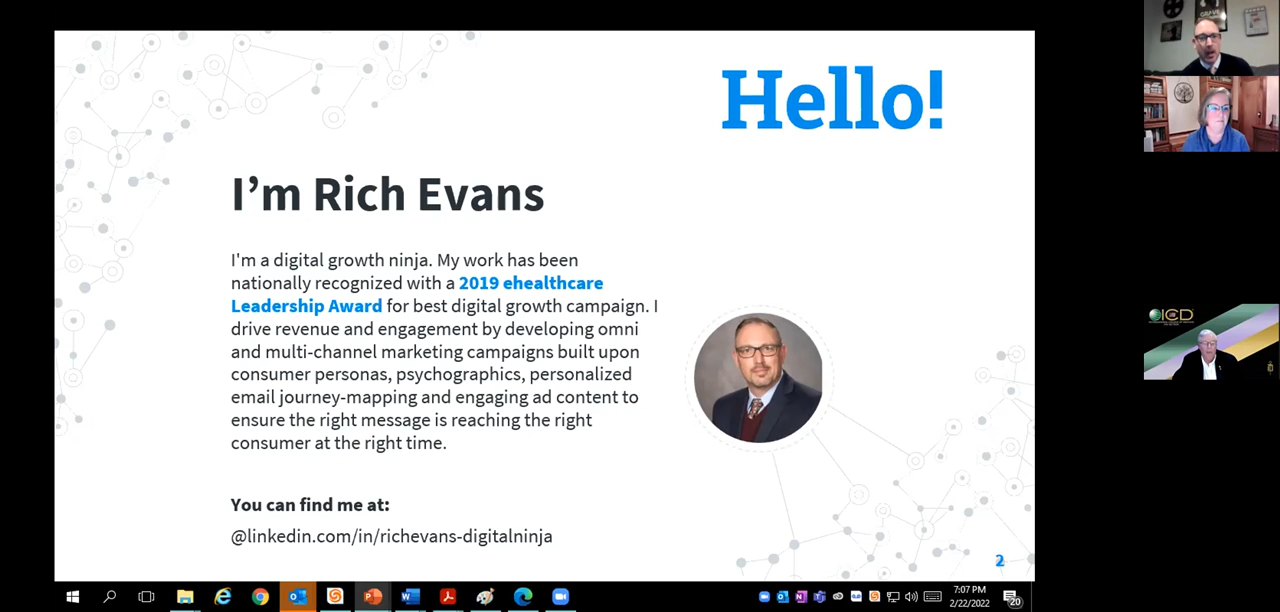 Hello!
I'm Rich Evans
I'm a digital growth ninja. My work has been
nationally recognized with a 2019 ehealthcare
Leadership Award for best digital growth campaign. I
drive revenue and engagement by developing omni
and multi-channel marketing campaigns built upon
consumer personas, psychographics, personalized
email journey-mapping and engaging ad content to
ensure the right message is reaching the right
consumer at the right time.
You can find me at:
@linkedin.com/in/richevans-digitalninja
2
ICD
7:07 PM
2/22/2022
20